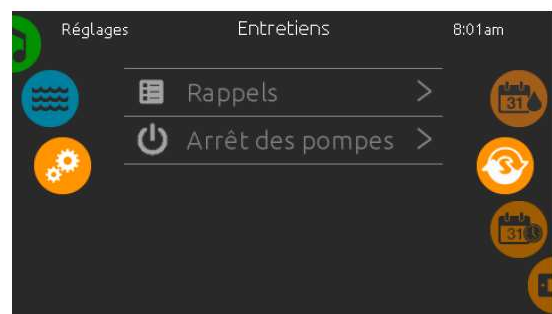 Réglages Entretiens 8:01am
Rappels
31
Arrêt des pompes
31